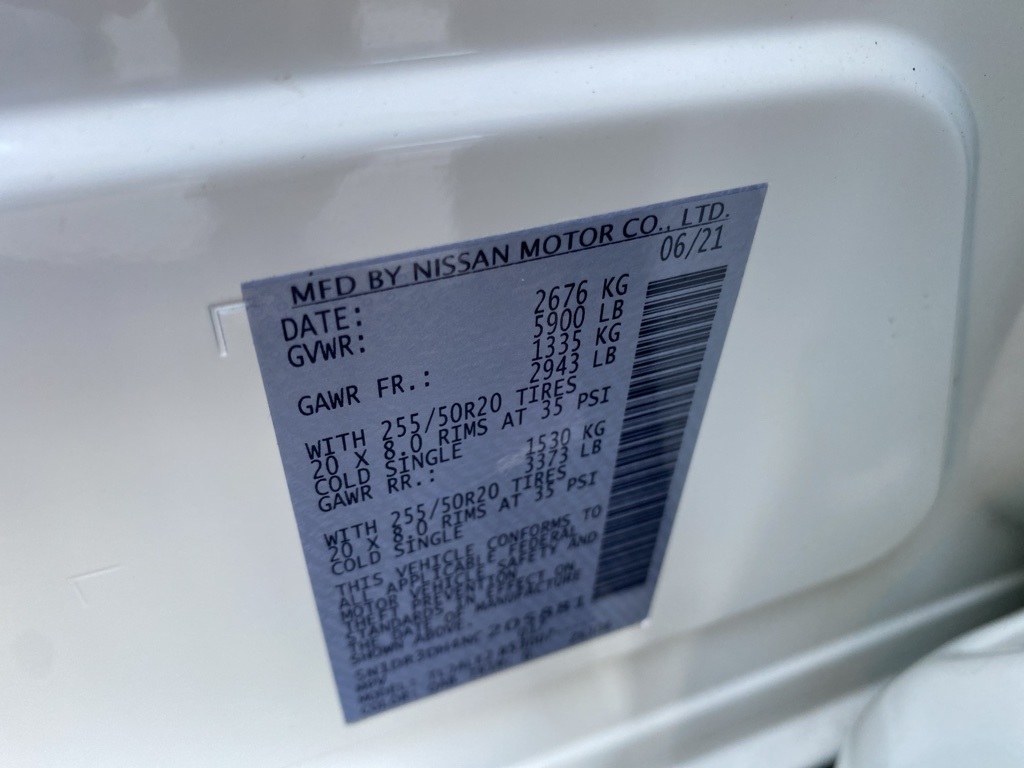 MFD BY NISSAN MOTOR CO., LTD.
DATE: 06/21
GVWR: 2676 KG
5900 LB
GAWR FR.: 1335 KG
2943 LB
WITH 255/50R20 TIRES
20 X 8.0 RIMS AT 35 PSI
COLD SINGLE
GAWR RR.: 1530 KG
3373 LB
WITH 255/50R20 TIRES
20 X 8.0 RIMS AT 35 PSI
COLD SINGLE
THIS VEHICLE CONFORMS TO
ALL APPLICABLE FEDERAL
MOTOR VEHICLE SAFETY AND
THEFT PREVENTION
STANDARDS IN EFFECT ON
THE DATE OF MANUFACTURE
SHOWN ABOVE.
MPV